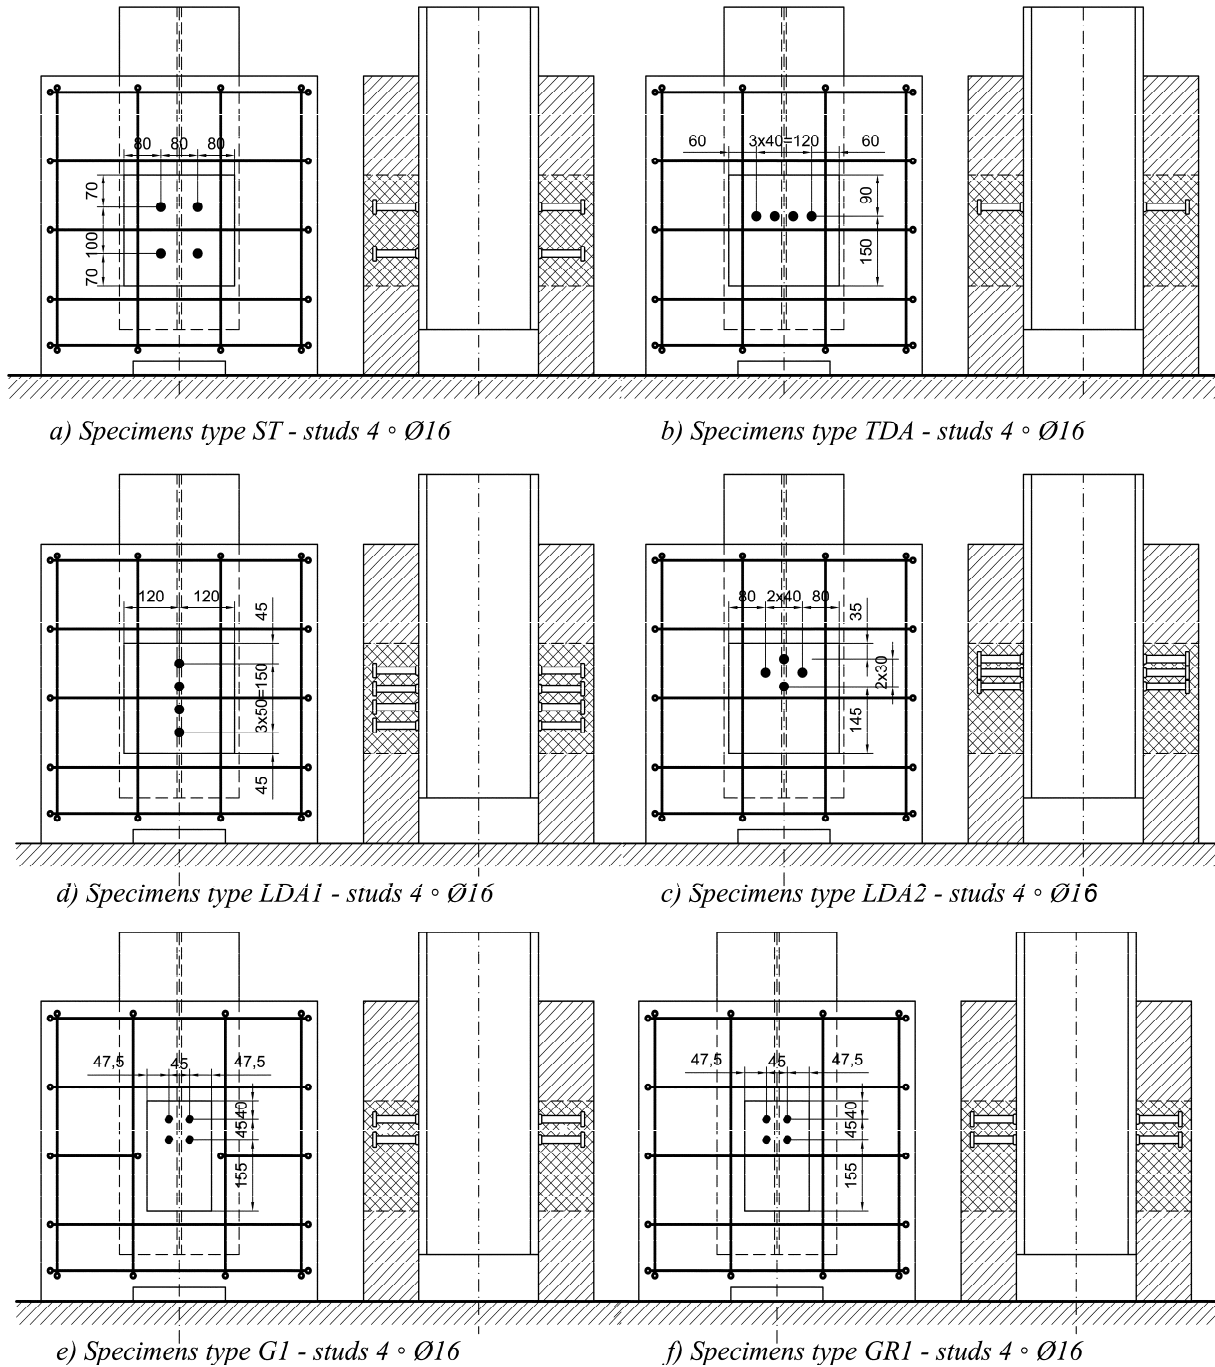 80 80 80
70
100
70
60 3x40=120 60
90
150
a) Specimens type ST - studs 4 ∘ Ø16
b) Specimens type TDA - studs 4 ∘ Ø16
120 120
45
3x50=150
45
80 2x40 80
35
2x30
145
d) Specimens type LDA1 - studs 4 ∘ Ø16
c) Specimens type LDA2 - studs 4 ∘ Ø16
47,5 45 47,5
40
45
155
47,5 45 47,5
40
45
155
e) Specimens type G1 - studs 4 ∘ Ø16
f) Specimens type GR1 - studs 4 ∘ Ø16